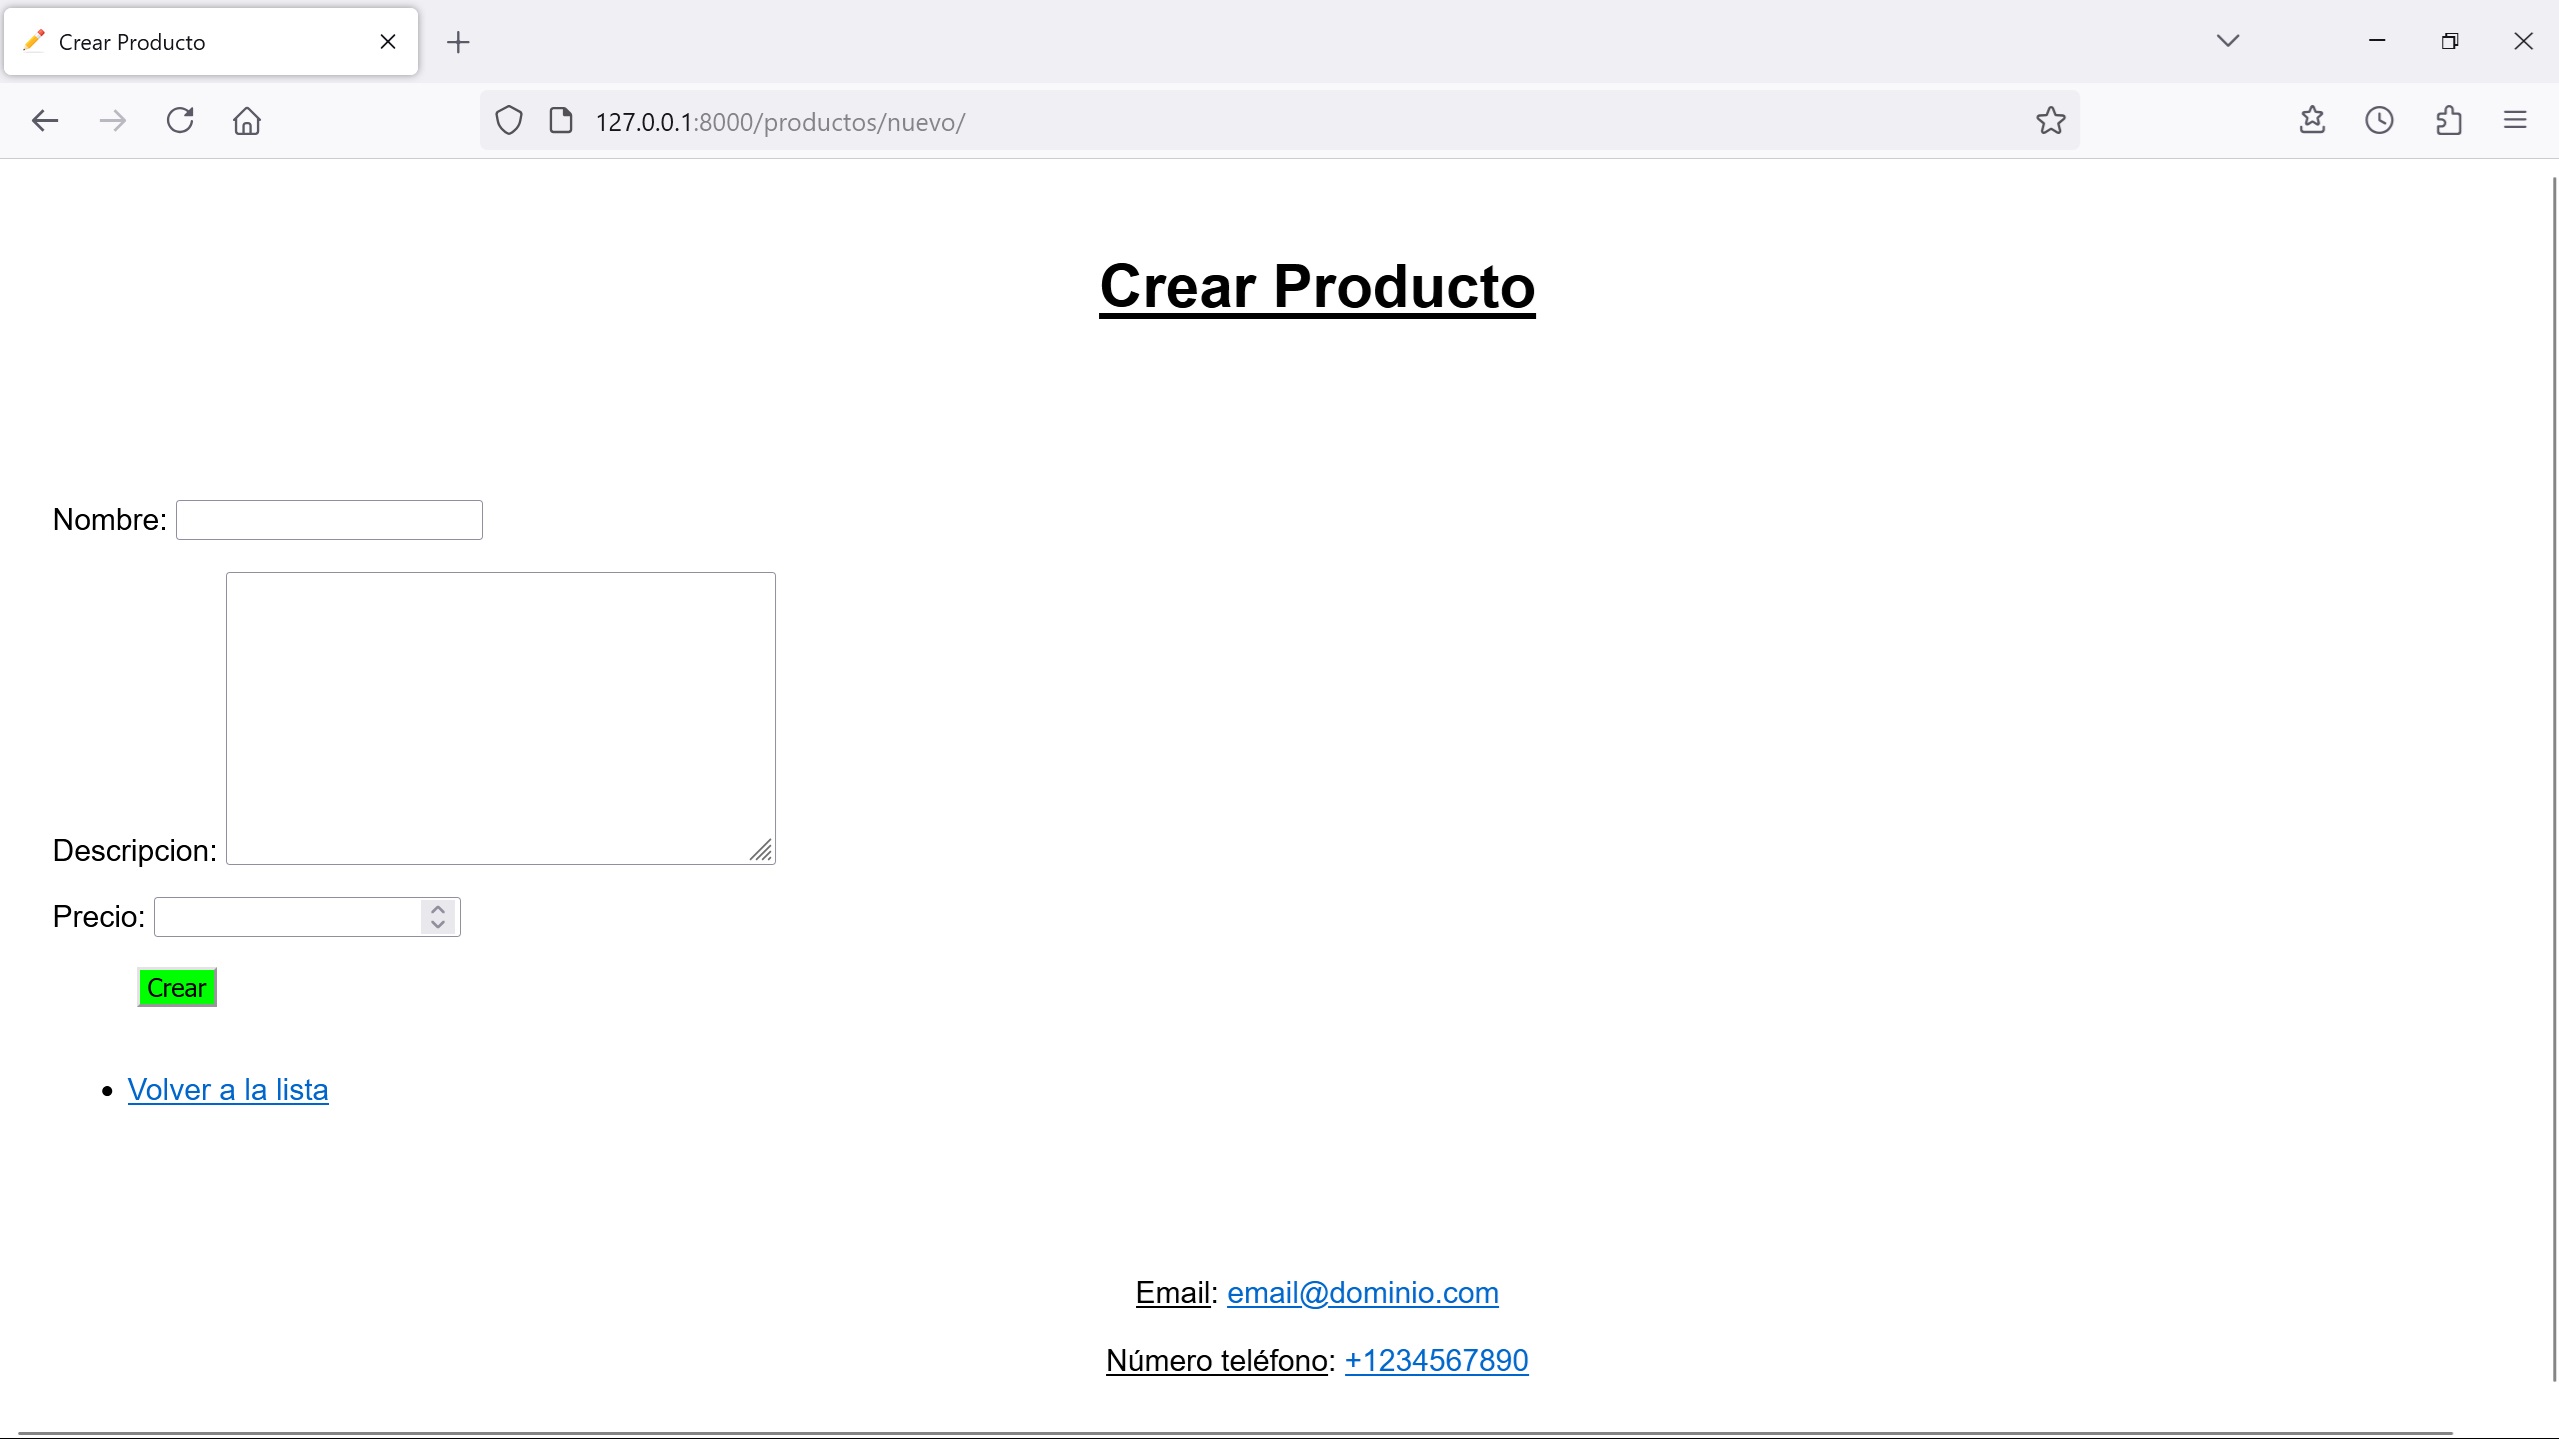 Crear Producto
127.0.0.1:8000/productos/nuevo/
Crear Producto
Nombre:
Descripcion:
Precio:
Crear
Volver a la lista
Email: email@dominio.com
Número teléfono: +1234567890